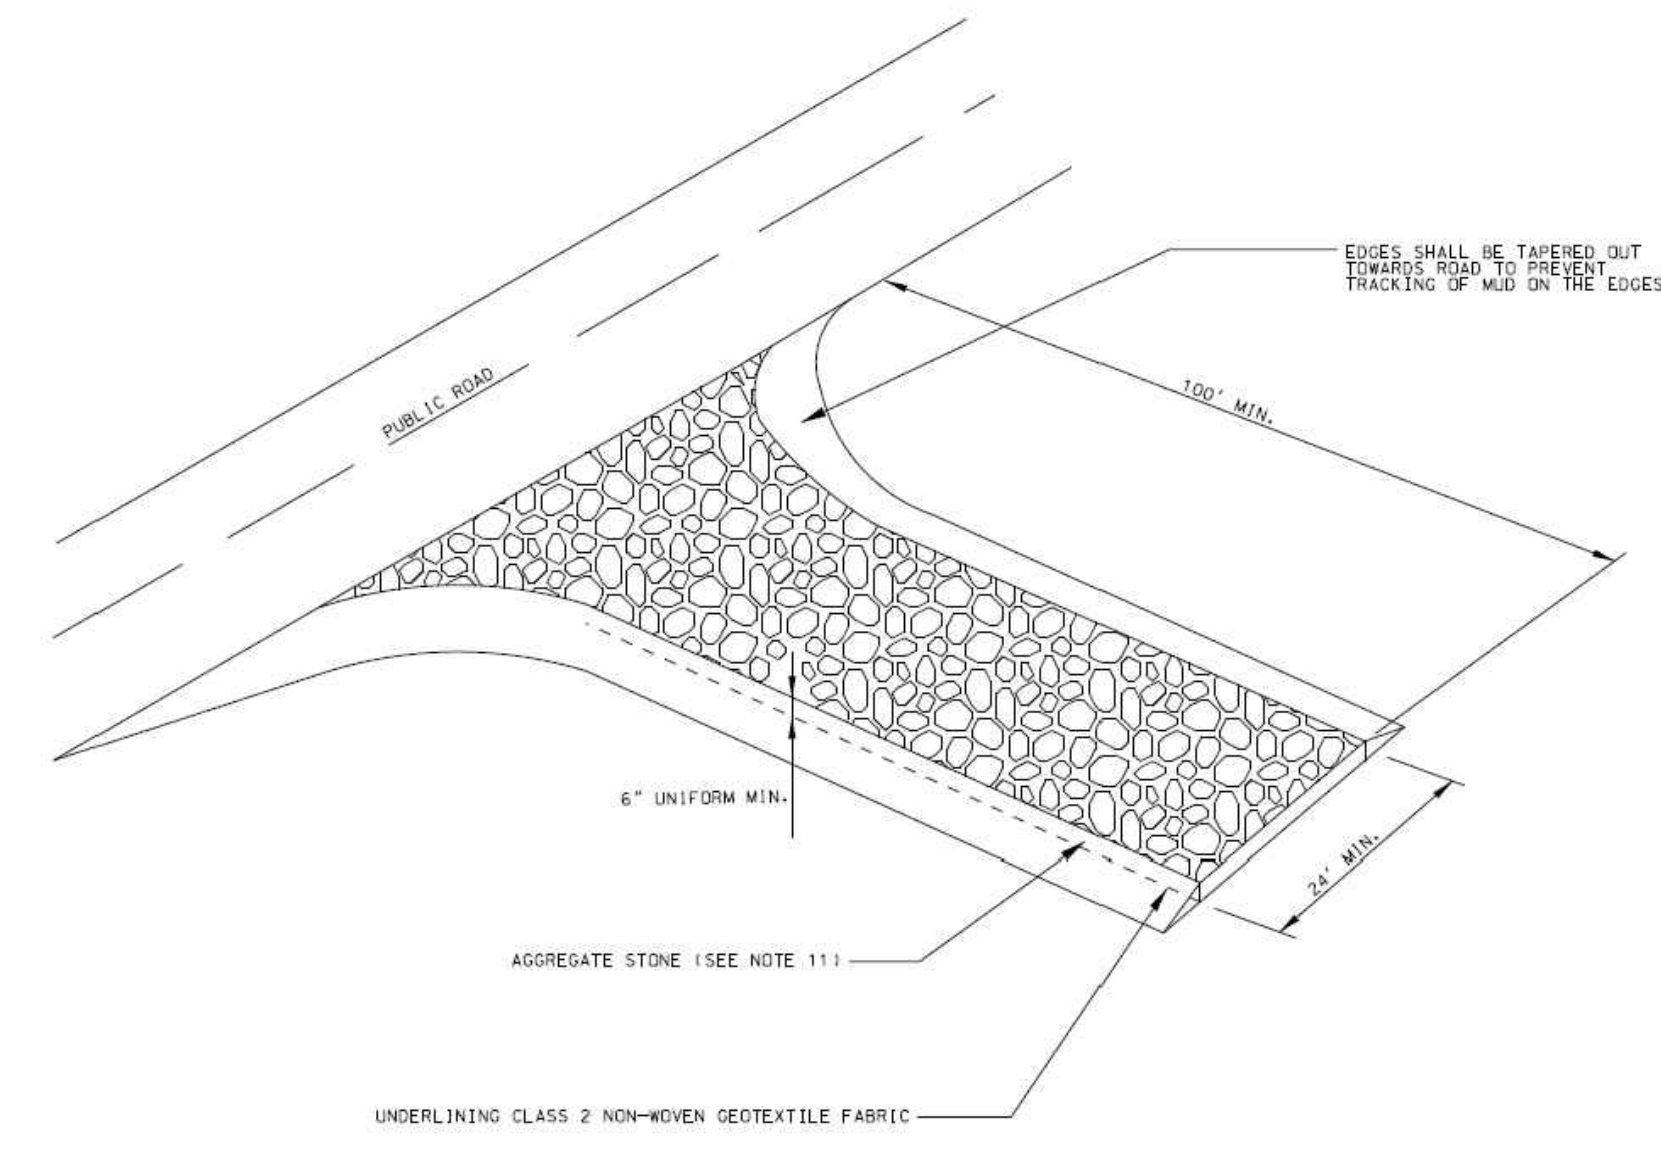 EDGES SHALL BE TAPERED OUT
TOWARDS ROAD TO PREVENT
TRACKING OF MUD ON THE EDGES
100' MIN.
PUBLIC ROAD
6" UNIFORM MIN.
24' MIN.
AGGREGATE STONE (SEE NOTE 11)
UNDERLINING CLASS 2 NON-WOVEN GEOTEXTILE FABRIC